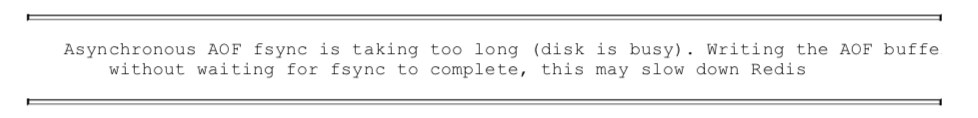 Asynchronous AOF fsync is taking too long (disk is busy). Writing the AOF buffe
without waiting for fsync to complete, this may slow down Redis